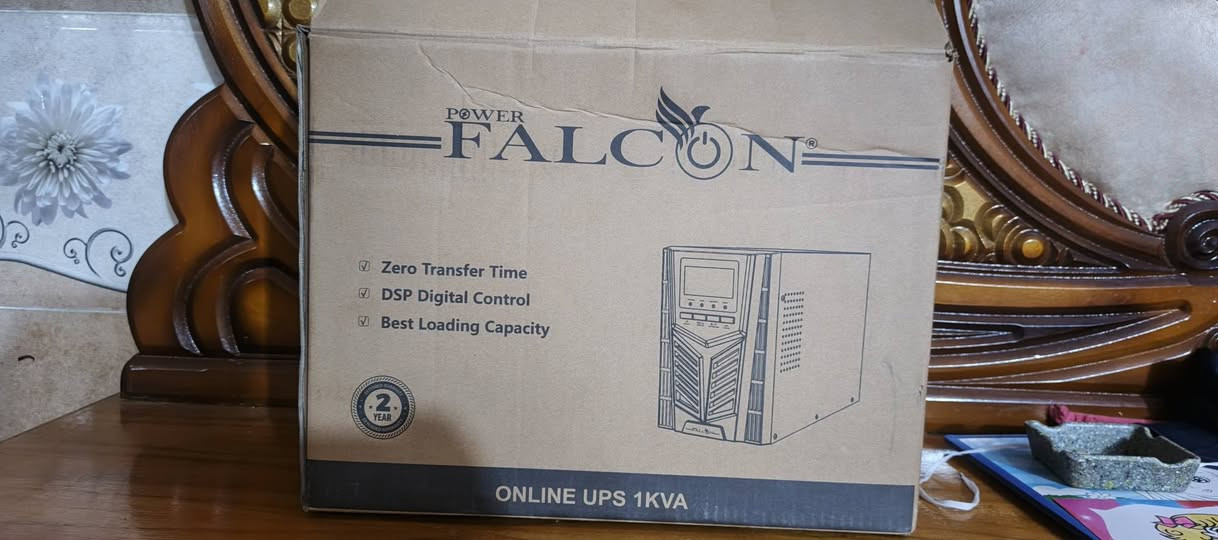 POWER
FALCON®
☑ Zero Transfer Time
☑ DSP Digital Control
☑ Best Loading Capacity
2
YEAR
ONLINE UPS 1KVA